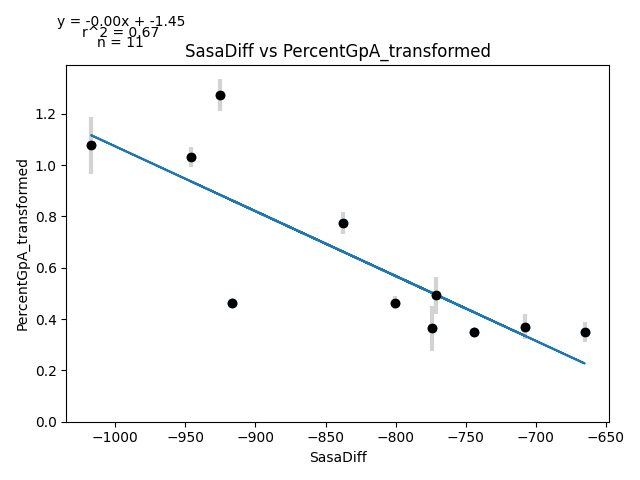 y = -0.00x + -1.45
r^2 = 0.67
n = 11
SasaDiff vs PercentGpA_transformed
PercentGpA_transformed
1.2
1.0
0.8
0.6
0.4
0.2
0.0
−1000 −950 −900 −850 −800 −750 −700 −650
SasaDiff